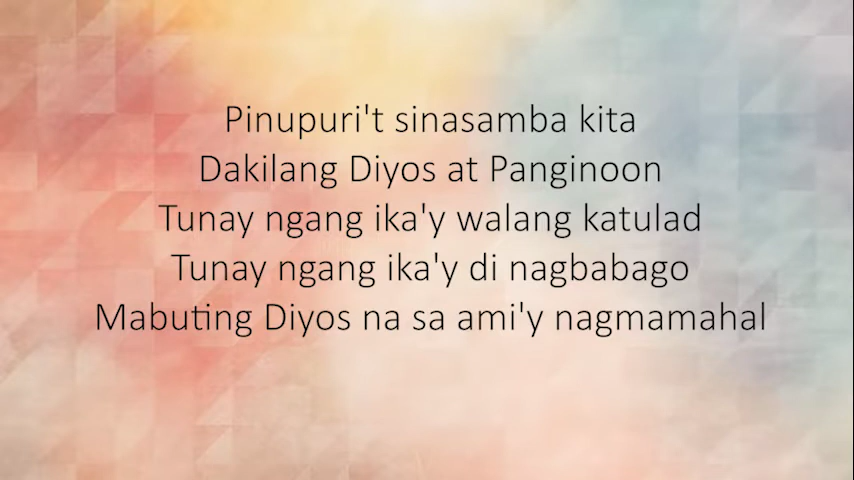 Pinupuri't sinasamba kita
Dakilang Diyos at Panginoon
Tunay ngang ika'y walang katulad
Tunay ngang ika'y di nagbabago
Mabuting Diyos na sa ami'y nagmamahal